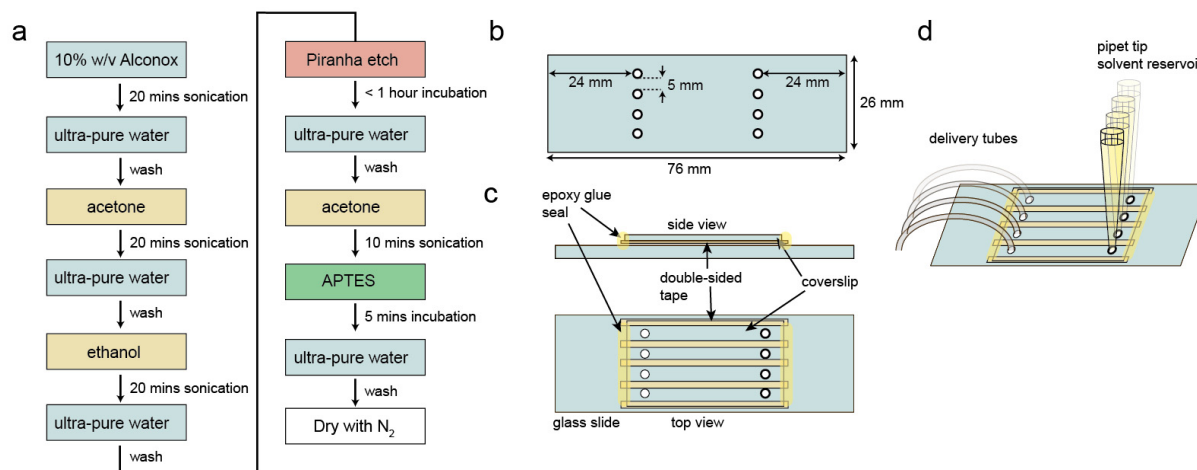 a
10% w/v Alconox
20 mins sonication
ultra-pure water
wash
acetone
20 mins sonication
ultra-pure water
wash
ethanol
20 mins sonication
ultra-pure water
wash
Piranha etch
< 1 hour incubation
ultra-pure water
wash
acetone
10 mins sonication
APTES
5 mins incubation
ultra-pure water
wash
Dry with N2
b
24 mm
5 mm
24 mm
26 mm
76 mm
c
epoxy glue
seal
side view
double-sided
tape
coverslip
glass slide
top view
d
pipet tip
solvent reservoir
delivery tubes